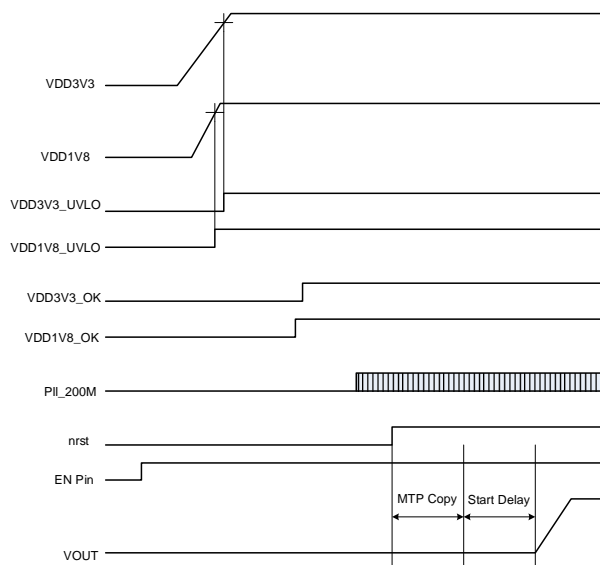 VDD3V3
VDD1V8
VDD3V3_UVLO
VDD1V8_UVLO
VDD3V3_OK
VDD1V8_OK
Pll_200M
nrst
EN Pin
MTP Copy Start Delay
VOUT